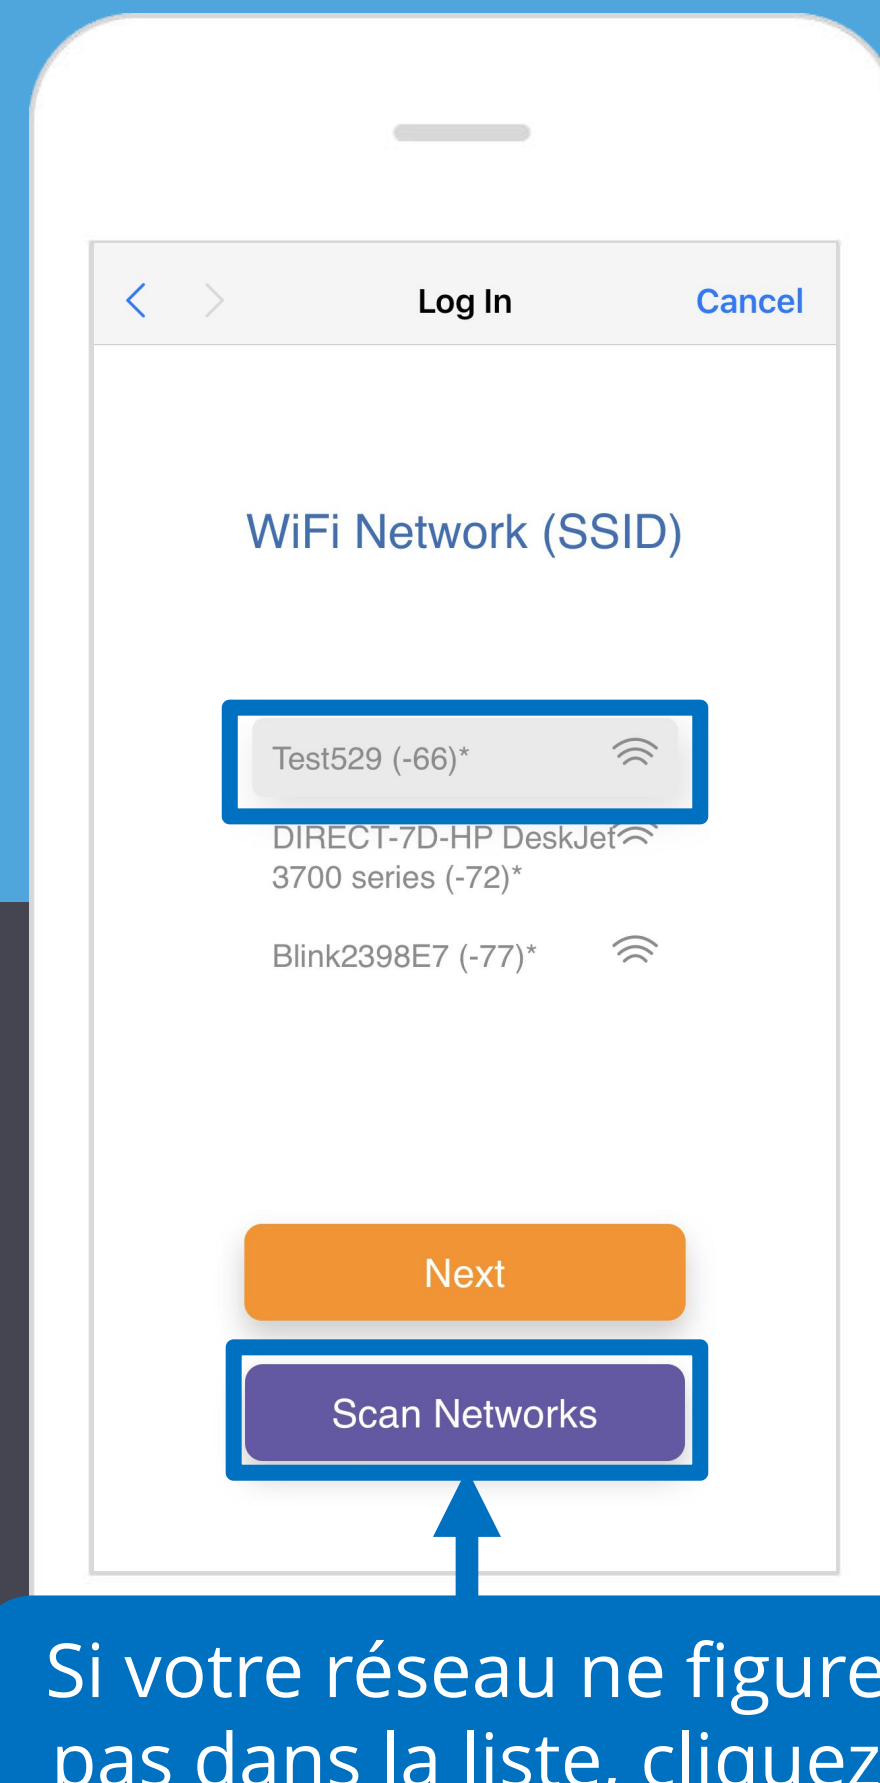 Log In
Cancel
WiFi Network (SSID)
Test529 (-66)*
DIRECT-7D-HP DeskJet
3700 series (-72)*
Blink2398E7 (-77)*
Next
Scan Networks
Si votre réseau ne figure
pas dans la liste, cliquez